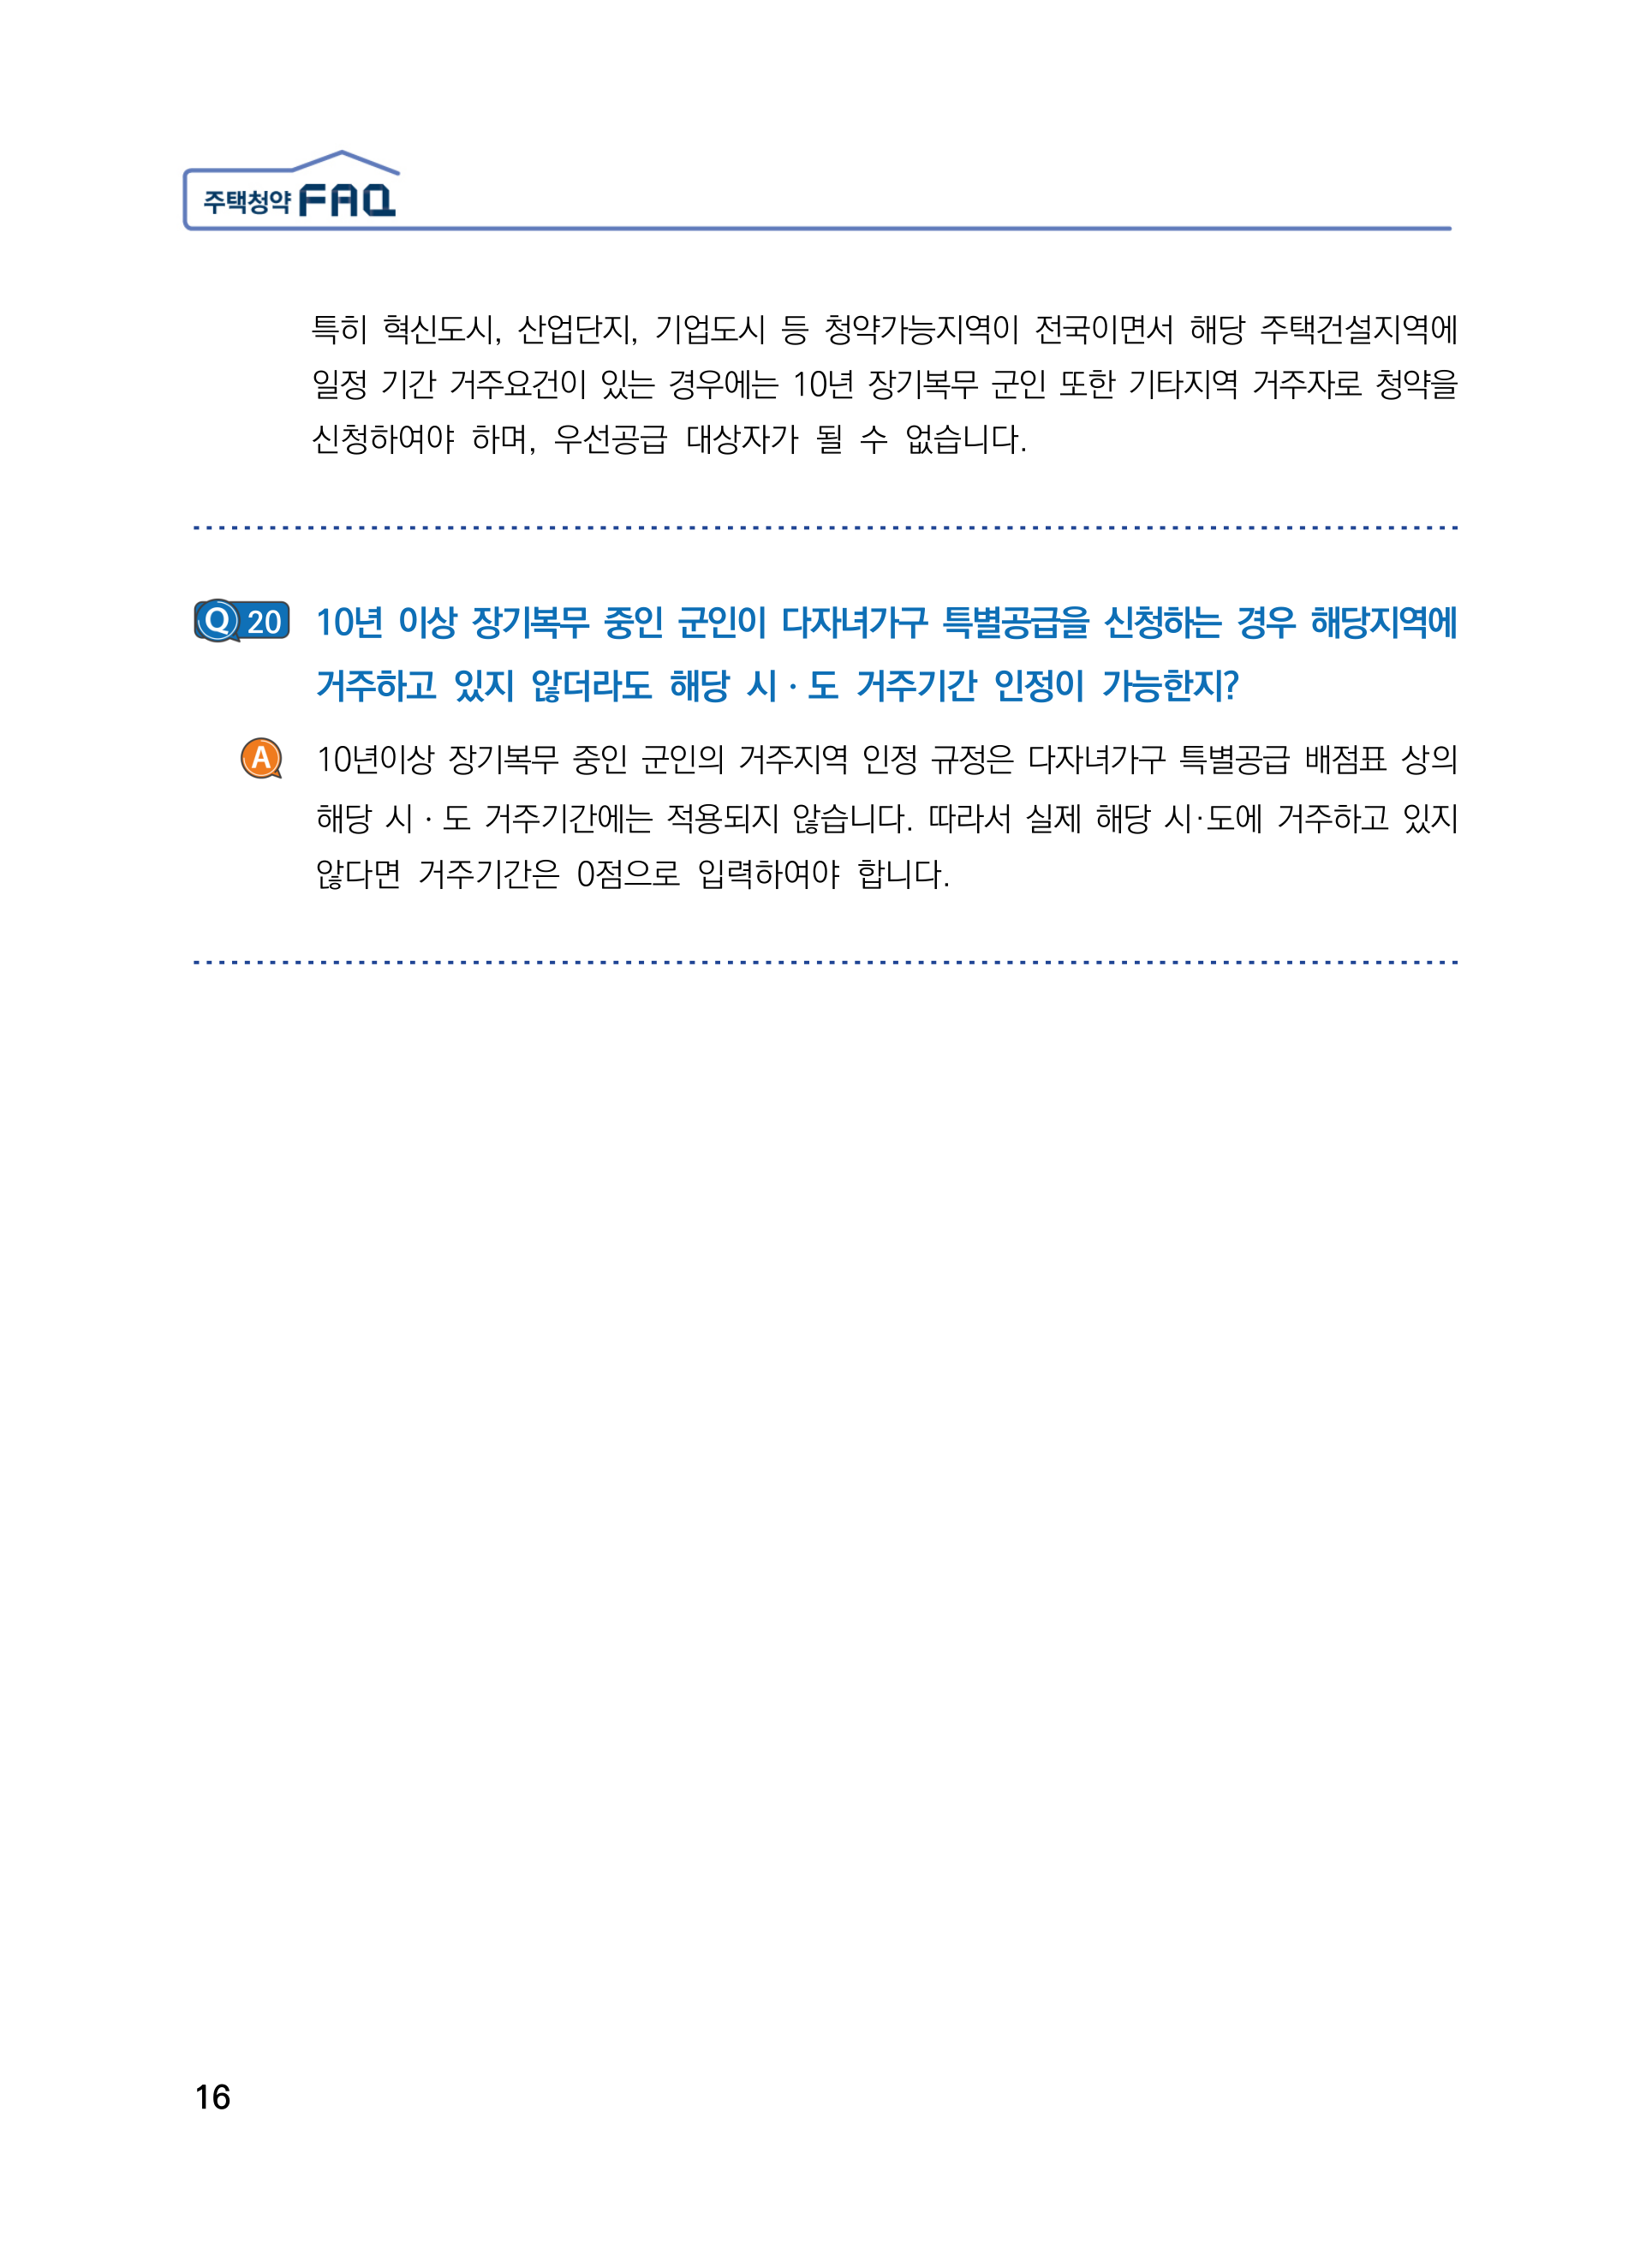 주택청약 FAQ
특히 혁신도시, 산업단지, 기업도시 등 청약가능지역이 전국이면서 해당 주택건설지역에
일정 기간 거주요건이 있는 경우에는 10년 장기복무 군인 또한 기타지역 거주자로 청약을
신청하여야 하며, 우선공급 대상자가 될 수 없습니다.
Q 20 10년 이상 장기복무 중인 군인이 다자녀가구 특별공급을 신청하는 경우 해당지역에
거주하고 있지 않더라도 해당 시·도 거주기간 인정이 가능한지?
A 10년이상 장기복무 중인 군인의 거주지역 인정 규정은 다자녀가구 특별공급 배점표 상의
해당 시·도 거주기간에는 적용되지 않습니다. 따라서 실제 해당 시·도에 거주하고 있지
않다면 거주기간은 0점으로 입력하여야 합니다.
16